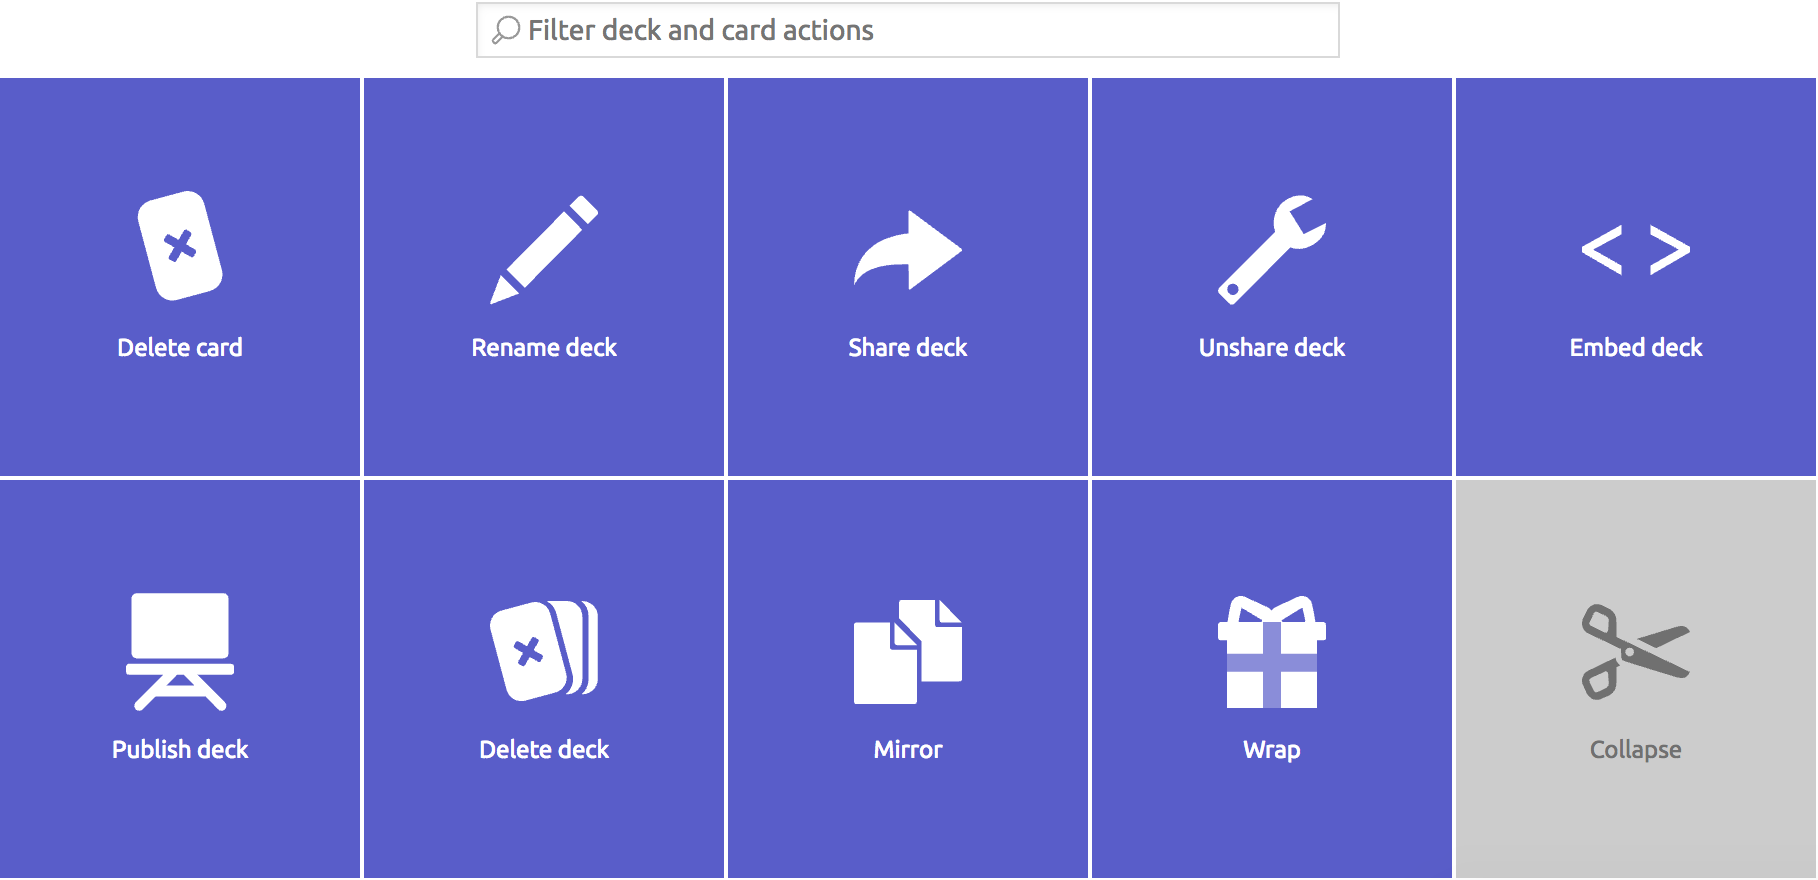 Filter deck and card actions
Delete card
Rename deck
Share deck
Unshare deck
Embed deck
Publish deck
Delete deck
Mirror
Wrap
Collapse